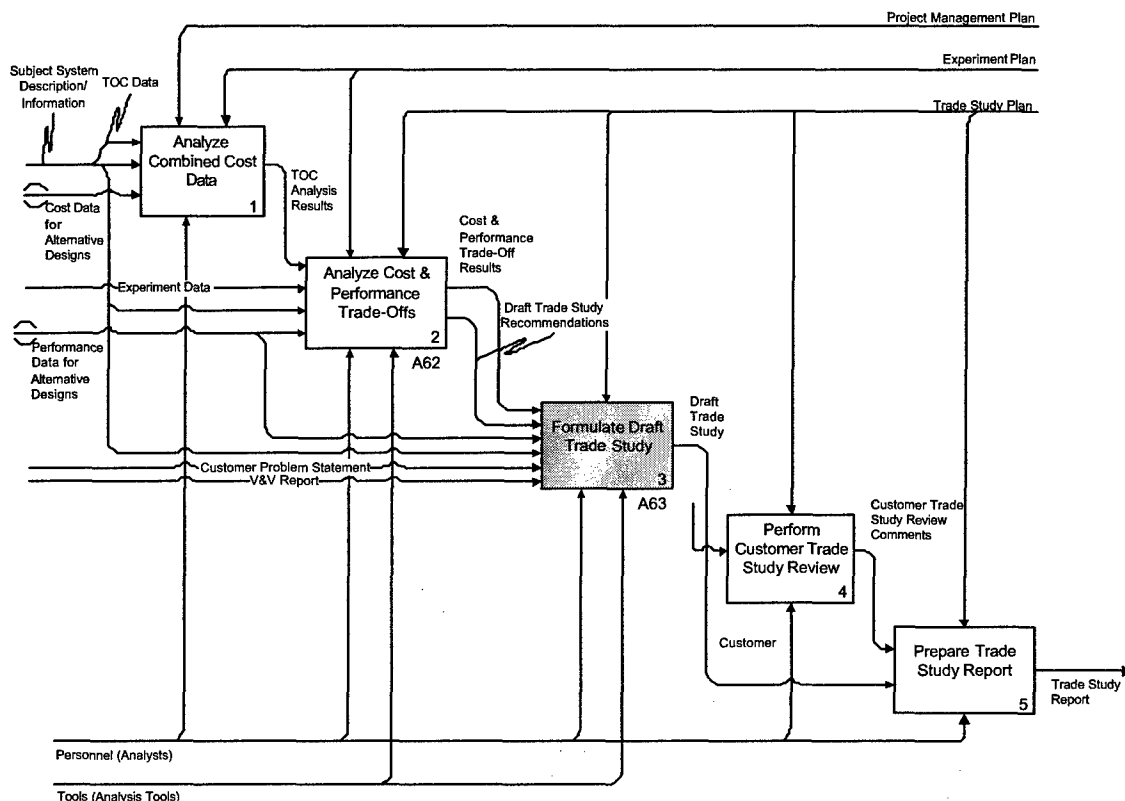 Project Management Plan
Experiment Plan
Trade Study Plan
Subject System
Description/
Information
TOC Data
Analyze
Combined Cost
Data
1
Cost Data
for
Alternative
Designs
TOC
Analysis
Results
Cost &
Performance
Trade-Off
Results
Experiment Data
Analyze Cost &
Performance
Trade-Offs
2
A62
Draft Trade Study
Recommendations
Performance
Data for
Alternative
Designs
Formulate Draft
Trade Study
3
A63
Draft
Trade
Study
Customer Problem Statement
V&V Report
Perform
Customer Trade
Study Review
4
Customer Trade
Study Review
Comments
Customer
Prepare Trade
Study Report
5
Trade Study
Report
Personnel (Analysts)
Tools (Analysis Tools)